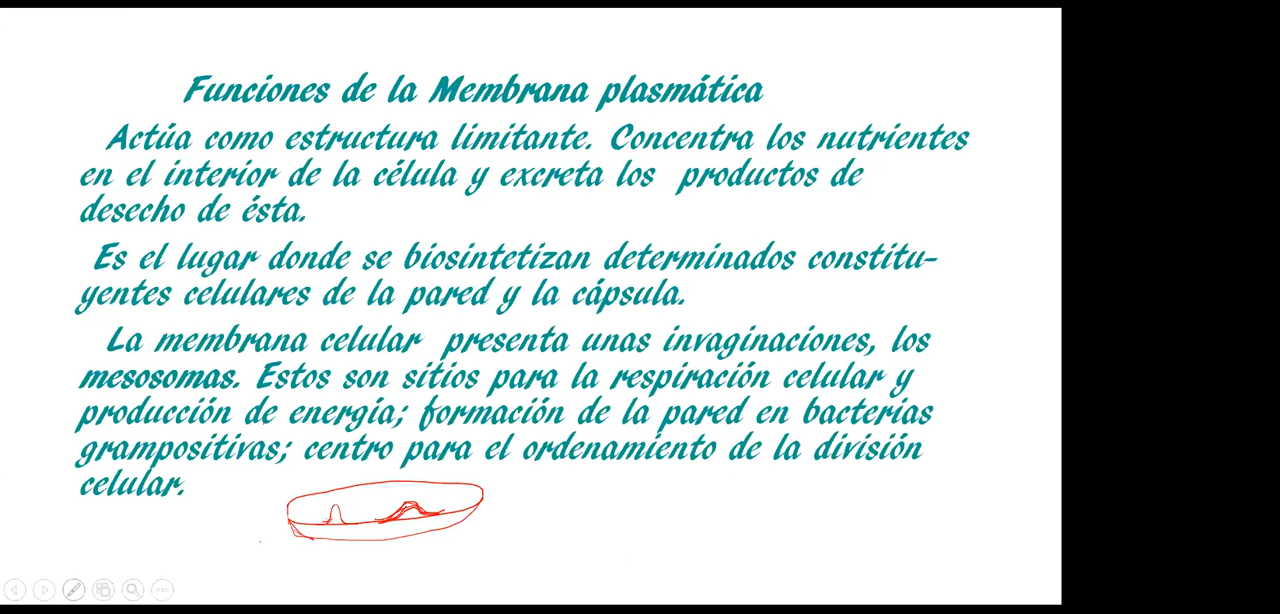 Funciones de la Membrana plasmática
Actúa como estructura limitante. Concentra los nutrientes
en el interior de la célula y excreta los productos de
desecho de ésta.
Es el lugar donde se biosintetizan determinados constitu-
yentes celulares de la pared y la cápsula.
La membrana celular presenta unas invaginaciones, los
mesosomas. Estos son sitios para la respiración celular y
producción de energía; formación de la pared en bacterias
grampositivas; centro para el ordenamiento de la división
celular.